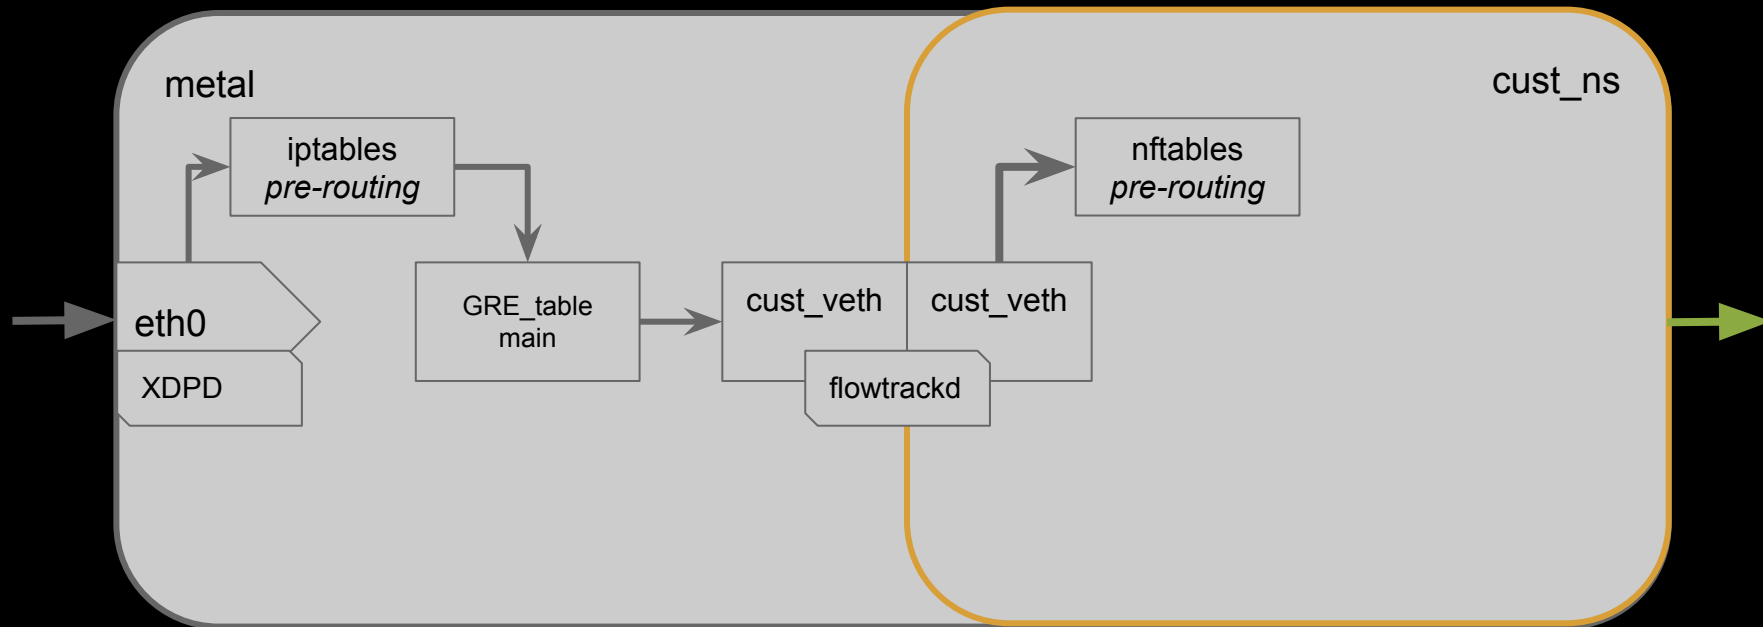 metal
cust_ns
iptables
pre-routing
nftables
pre-routing
eth0
XDPD
GRE_table
main
cust_veth
cust_veth
flowtrackd